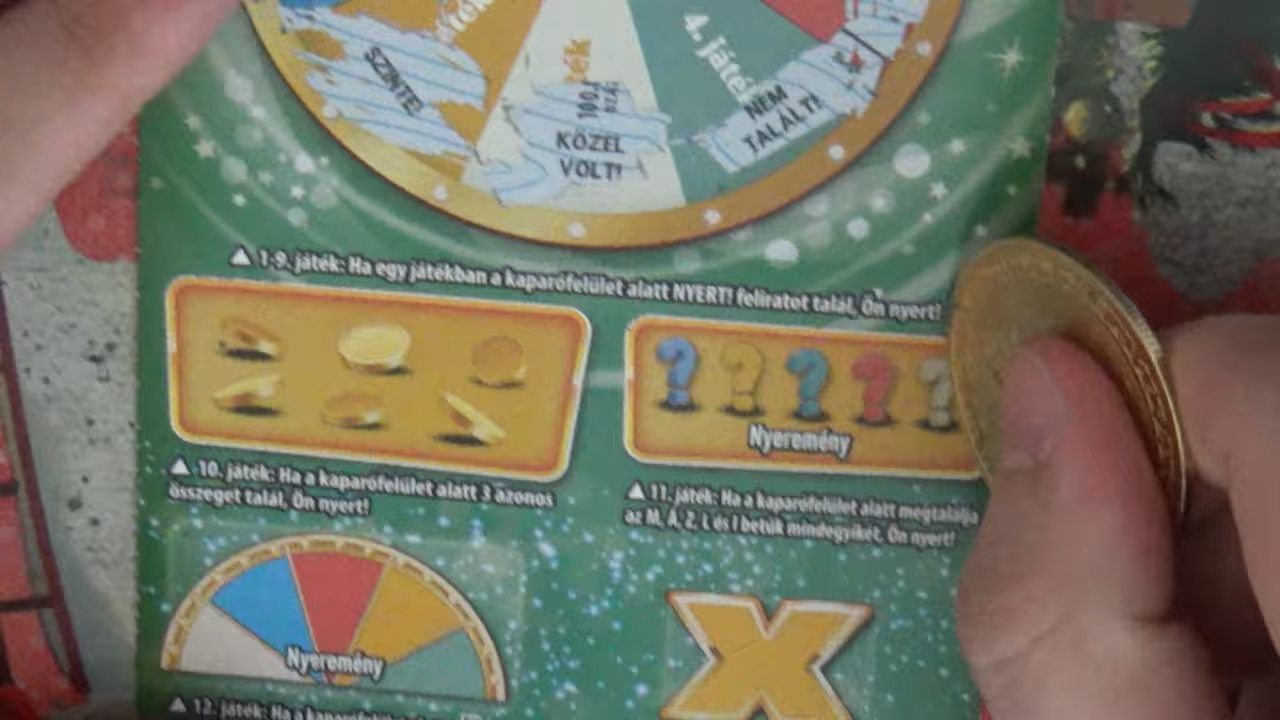 SZINTE!
KÖZEL
VOLT!
4. Játék
NEM
TALÁLT!
▲ 1-9. játék: Ha egy játékban a kaparófelület alatt NYERT! feliratot talál, Ön nyert!
Nyeremény
▲ 10. játék: Ha a kaparófelület alatt 3 azonos
összeget talál, Ön nyert!
▲ 11. játék: Ha a kaparófelület alatt megtalálja
az M, Á, Z, L és I betűk mindegyikét, Ön nyert!
Nyeremény
X
▲ 12. játék: Ha a